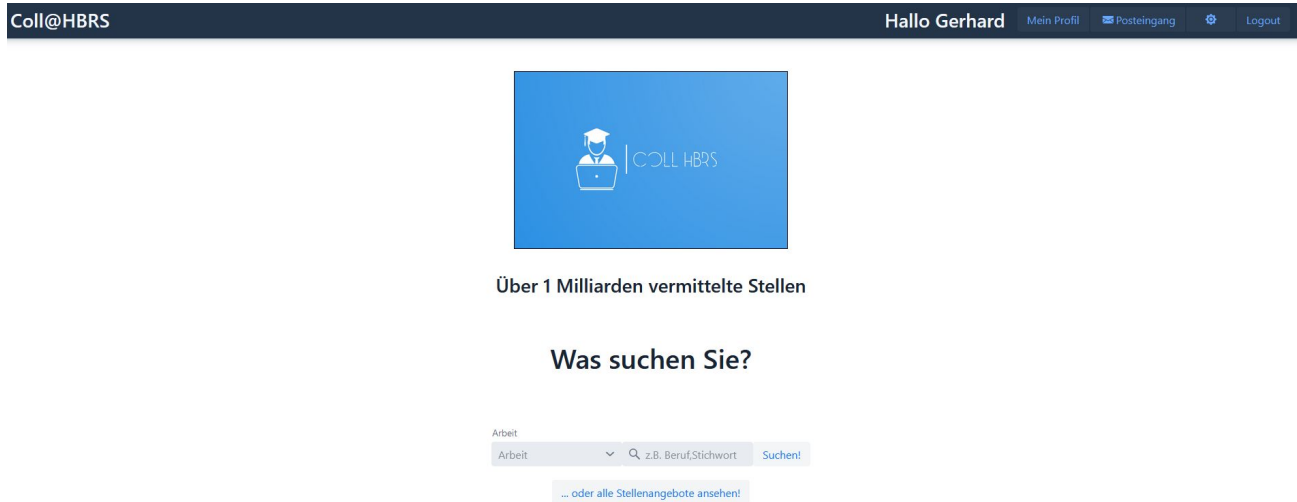 Coll@HBRS
Hallo Gerhard Mein Profil Posteingang Logout
COLL HBRS
Über 1 Milliarden vermittelte Stellen
Was suchen Sie?
Arbeit
Arbeit z.B. Beruf,Stichwort Suchen!
... oder alle Stellenangebote ansehen!